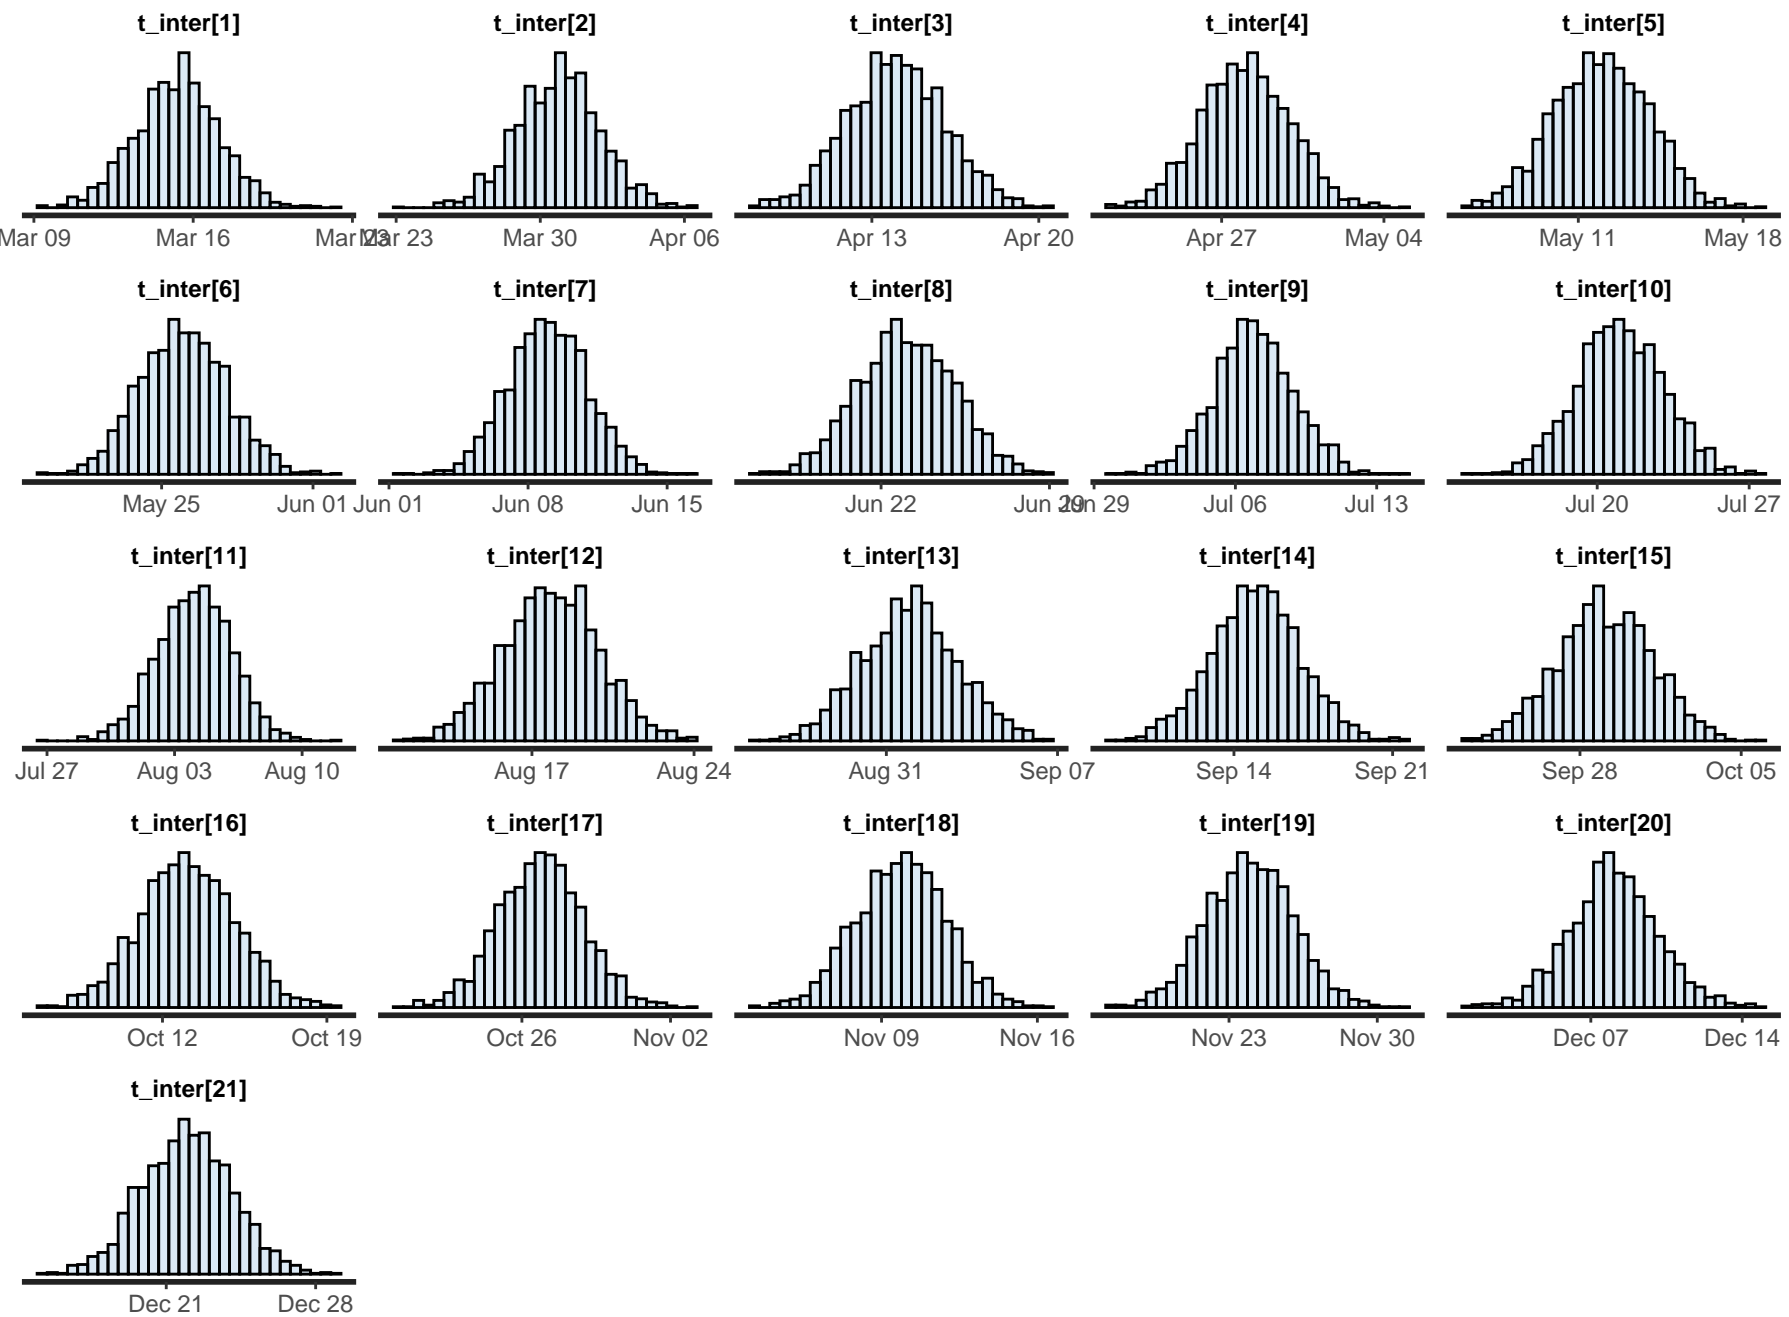 t_inter[1] t_inter[2] t_inter[3] t_inter[4] t_inter[5]
Mar 09 Mar 16 Mar 23 Mar 23 Mar 30 Apr 06 Apr 13 Apr 20 Apr 27 May 04 May 11 May 18
t_inter[6] t_inter[7] t_inter[8] t_inter[9] t_inter[10]
May 25 Jun 01 Jun 01 Jun 08 Jun 15 Jun 22 Jun 29 Jun 29 Jul 06 Jul 13 Jul 20 Jul 27
t_inter[11] t_inter[12] t_inter[13] t_inter[14] t_inter[15]
Jul 27 Aug 03 Aug 10 Aug 17 Aug 24 Aug 31 Sep 07 Sep 14 Sep 21 Sep 28 Oct 05
t_inter[16] t_inter[17] t_inter[18] t_inter[19] t_inter[20]
Oct 12 Oct 19 Oct 26 Nov 02 Nov 09 Nov 16 Nov 23 Nov 30 Dec 07 Dec 14
t_inter[21]
Dec 21 Dec 28